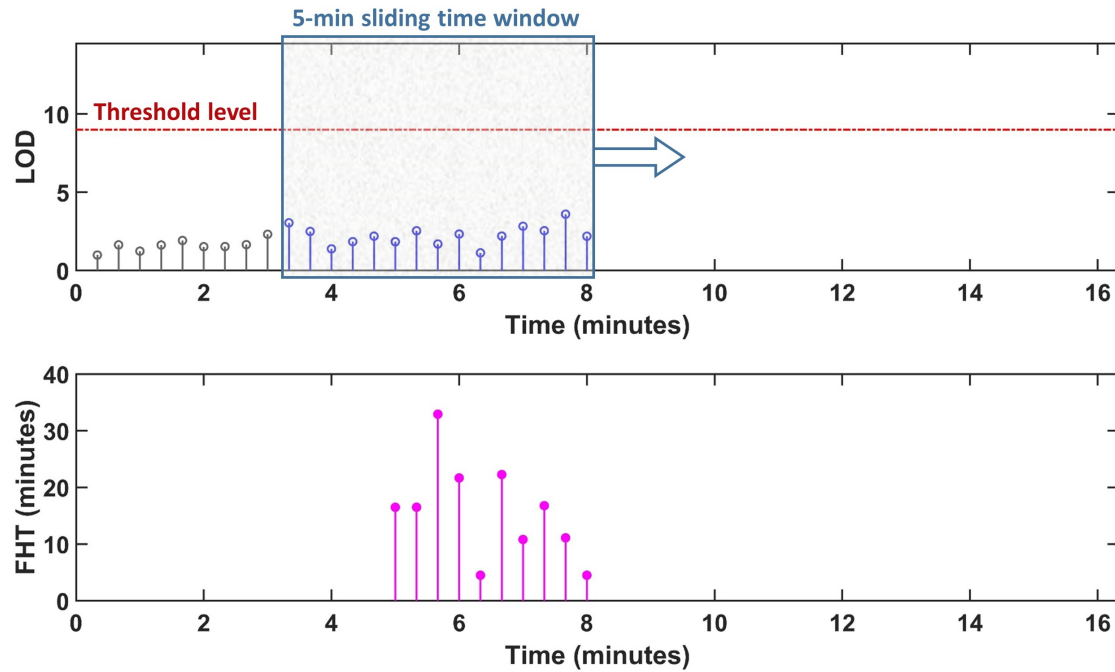 5-min sliding time window
Threshold level
10
5
0
LOD
0 2 4 6 8 10 12 14 16
Time (minutes)
40
30
20
10
0
FHT (minutes)
0 2 4 6 8 10 12 14 16
Time (minutes)